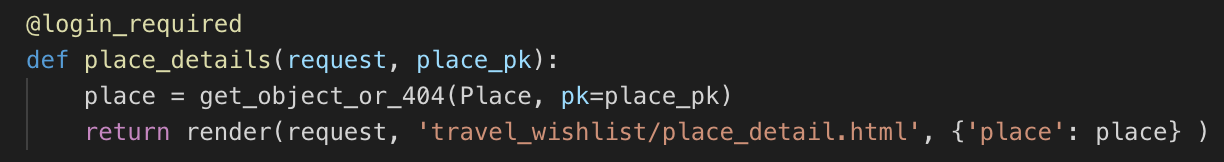 @login_required
def place_details(request, place_pk):
    place = get_object_or_404(Place, pk=place_pk)
    return render(request, 'travel_wishlist/place_detail.html', {'place': place} )